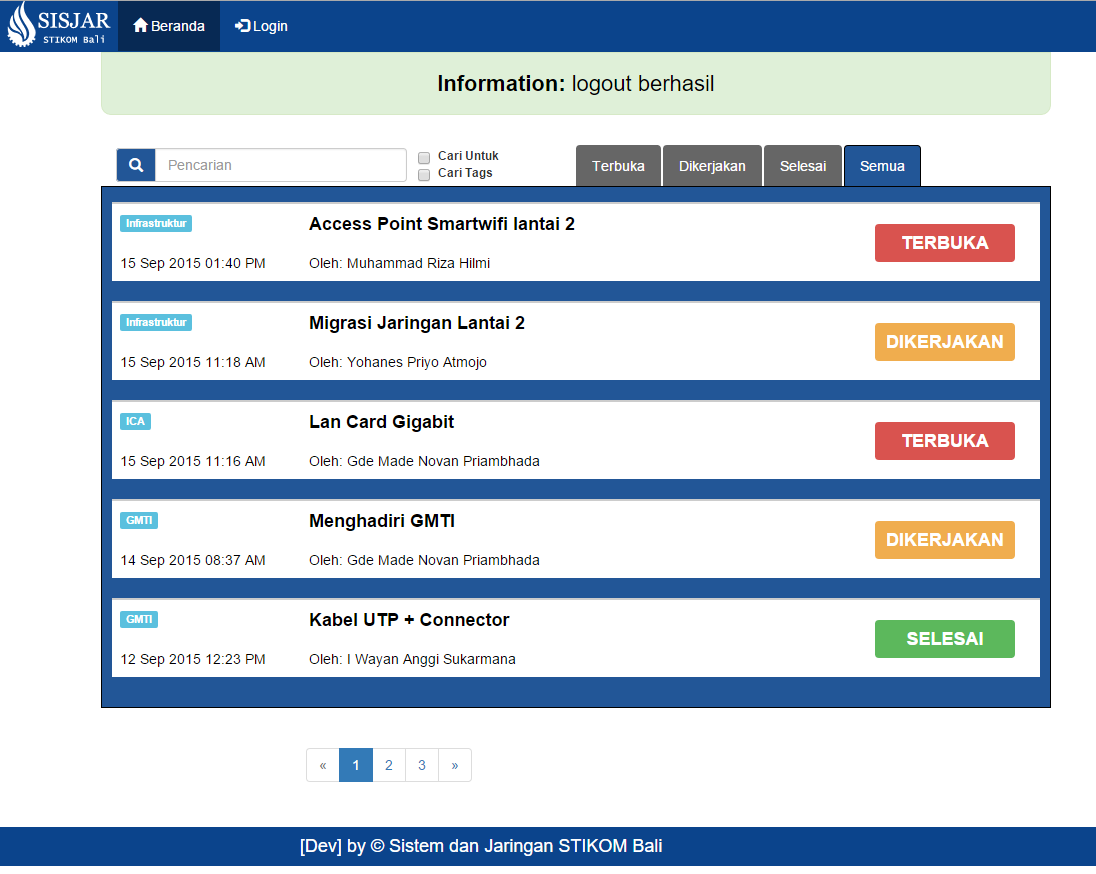 SISJAR
STIKOM Bali
Beranda
Login
Information: logout berhasil
Pencarian
Cari Untuk
Cari Tags
Terbuka
Dikerjakan
Selesai
Semua
Infrastruktur
Access Point Smartwifi lantai 2
TERBUKA
15 Sep 2015 01:40 PM
Oleh: Muhammad Riza Hilmi
Infrastruktur
Migrasi Jaringan Lantai 2
DIKERJAKAN
15 Sep 2015 11:18 AM
Oleh: Yohanes Priyo Atmojo
ICA
Lan Card Gigabit
TERBUKA
15 Sep 2015 11:16 AM
Oleh: Gde Made Novan Priambhada
GMTI
Menghadiri GMTI
DIKERJAKAN
14 Sep 2015 08:37 AM
Oleh: Gde Made Novan Priambhada
GMTI
Kabel UTP + Connector
SELESAI
12 Sep 2015 12:23 PM
Oleh: I Wayan Anggi Sukarmana
« 1 2 3 »
[Dev] by © Sistem dan Jaringan STIKOM Bali